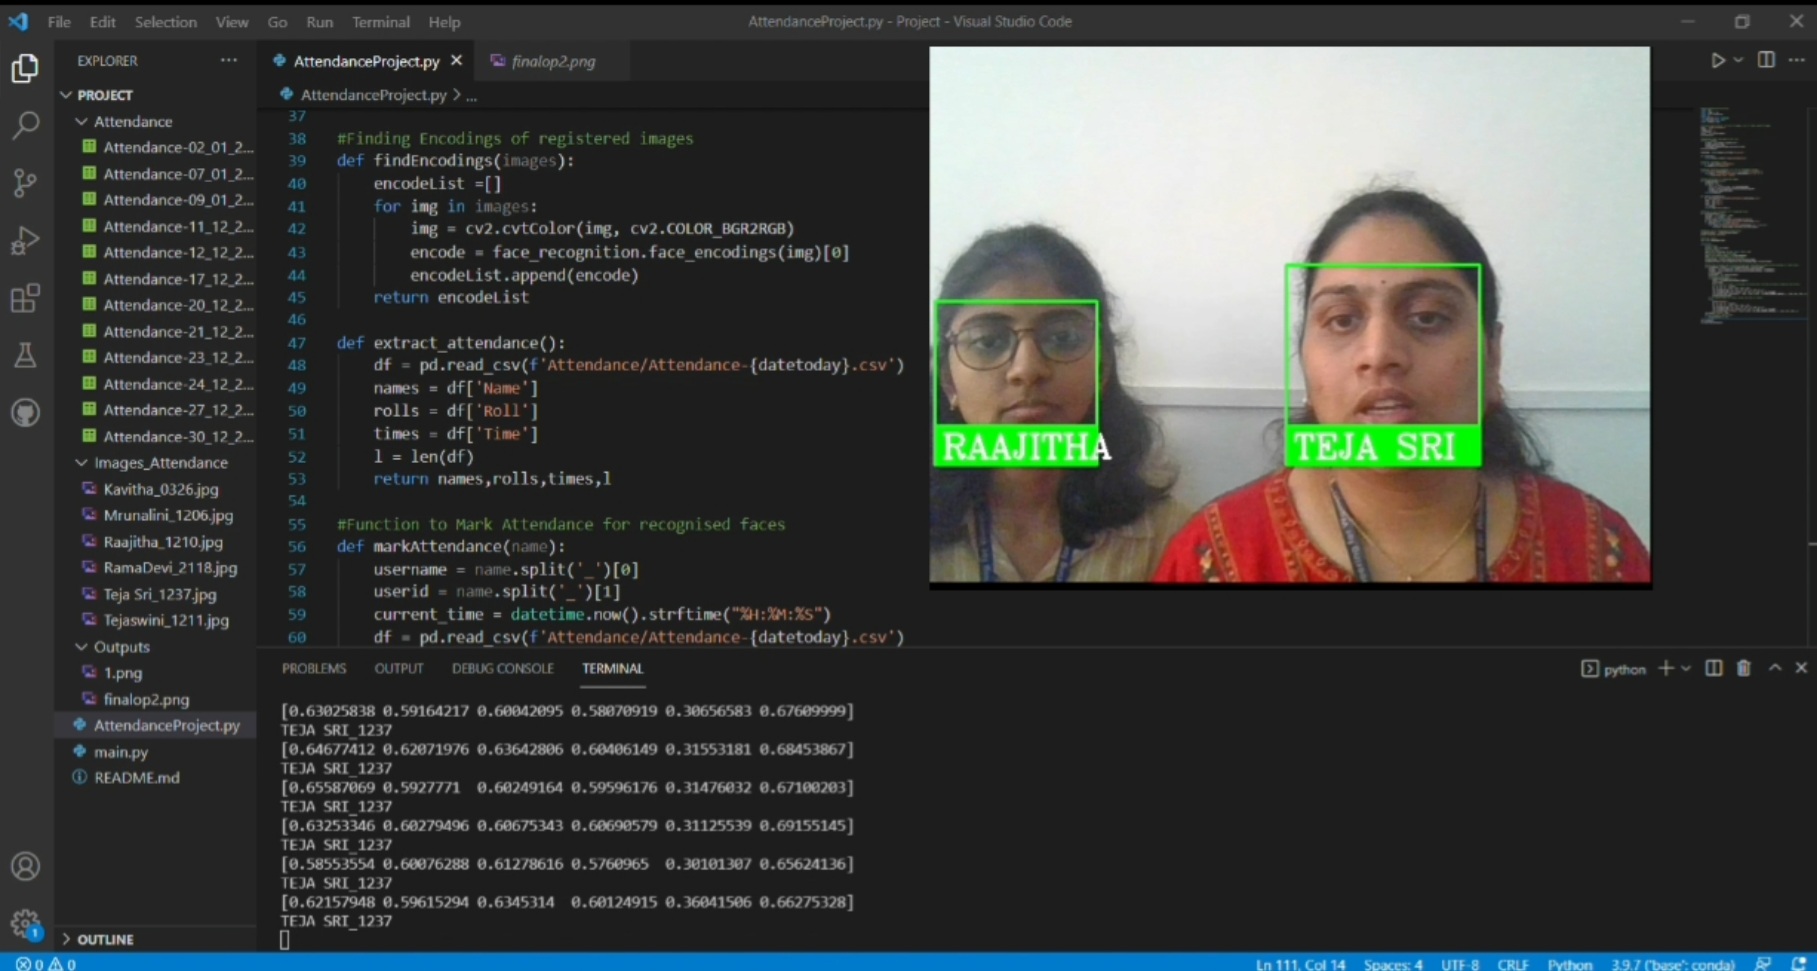 File Edit Selection View Go Run Terminal Help
AttendanceProject.py - Project - Visual Studio Code
EXPLORER
PROJECT
Attendance
Attendance-02_01_2...
Attendance-07_01_2...
Attendance-09_01_2...
Attendance-11_12_2...
Attendance-12_12_2...
Attendance-17_12_2...
Attendance-20_12_2...
Attendance-21_12_2...
Attendance-23_12_2...
Attendance-24_12_2...
Attendance-27_12_2...
Attendance-30_12_2...
Images_Attendance
Kavitha_0326.jpg
Mrunalini_1206.jpg
Raajitha_1210.jpg
RamaDevi_2118.jpg
Teja Sri_1237.jpg
Tejaswini_1211.jpg
Outputs
1.png
finalop2.png
AttendanceProject.py
main.py
README.md
OUTLINE
AttendanceProject.py finalop2.png
AttendanceProject.py > ...
37
38 #Finding Encodings of registered images
39 def findEncodings(images):
40 encodeList =[]
41 for img in images:
42 img = cv2.cvtColor(img, cv2.COLOR_BGR2RGB)
43 encode = face_recognition.face_encodings(img)[0]
44 encodeList.append(encode)
45 return encodeList
46
47 def extract_attendance():
48 df = pd.read_csv(f'Attendance/Attendance-{datetoday}.csv')
49 names = df['Name']
50 rolls = df['Roll']
51 times = df['Time']
52 l = len(df)
53 return names,rolls,times,l
54
55 #Function to Mark Attendance for recognised faces
56 def markAttendance(name):
57 username = name.split('_')[0]
58 userid = name.split('_')[1]
59 current_time = datetime.now().strftime("%H:%M:%S")
60 df = pd.read_csv(f'Attendance/Attendance-{datetoday}.csv')
RAAJITHA
TEJA SRI
PROBLEMS OUTPUT DEBUG CONSOLE TERMINAL
python
[0.63025838 0.59164217 0.60042095 0.58070919 0.30656583 0.67609999]
TEJA SRI_1237
[0.64677412 0.62071976 0.63642806 0.60406149 0.31553181 0.68453867]
TEJA SRI_1237
[0.65587069 0.5927771 0.60249164 0.59596176 0.31476032 0.67100203]
TEJA SRI_1237
[0.63253346 0.60279496 0.60675343 0.60690579 0.31125539 0.69155145]
TEJA SRI_1237
[0.58553554 0.60076288 0.61278616 0.5760965 0.30101307 0.65624136]
TEJA SRI_1237
[0.62157948 0.59615294 0.6345314 0.60124915 0.36041506 0.66275328]
TEJA SRI_1237
1
0 0
Ln 111, Col 14 Spaces: 4 UTF-8 CRLF Python 3.9.7 ('base': conda)